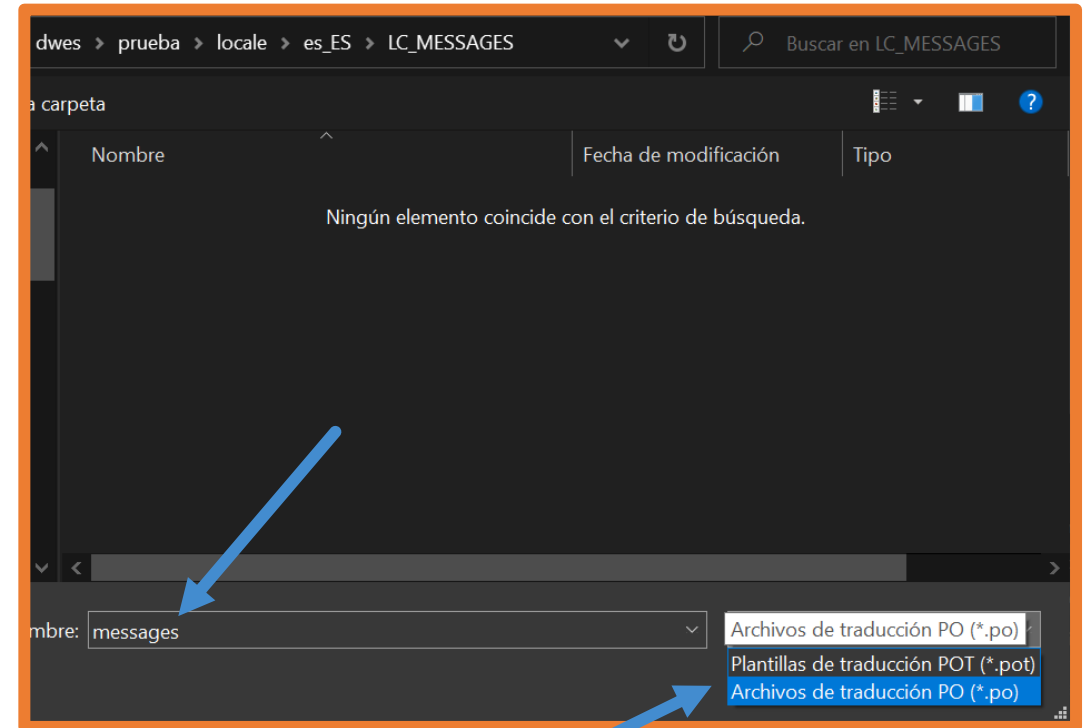 dwes > prueba > locale > es_ES > LC_MESSAGES
Buscar en LC_MESSAGES
a carpeta
?
Nombre
Fecha de modificación
Tipo
Ningún elemento coincide con el criterio de búsqueda.
mbre: messages
Archivos de traducción PO (*.po)
Plantillas de traducción POT (*.pot)
Archivos de traducción PO (*.po)